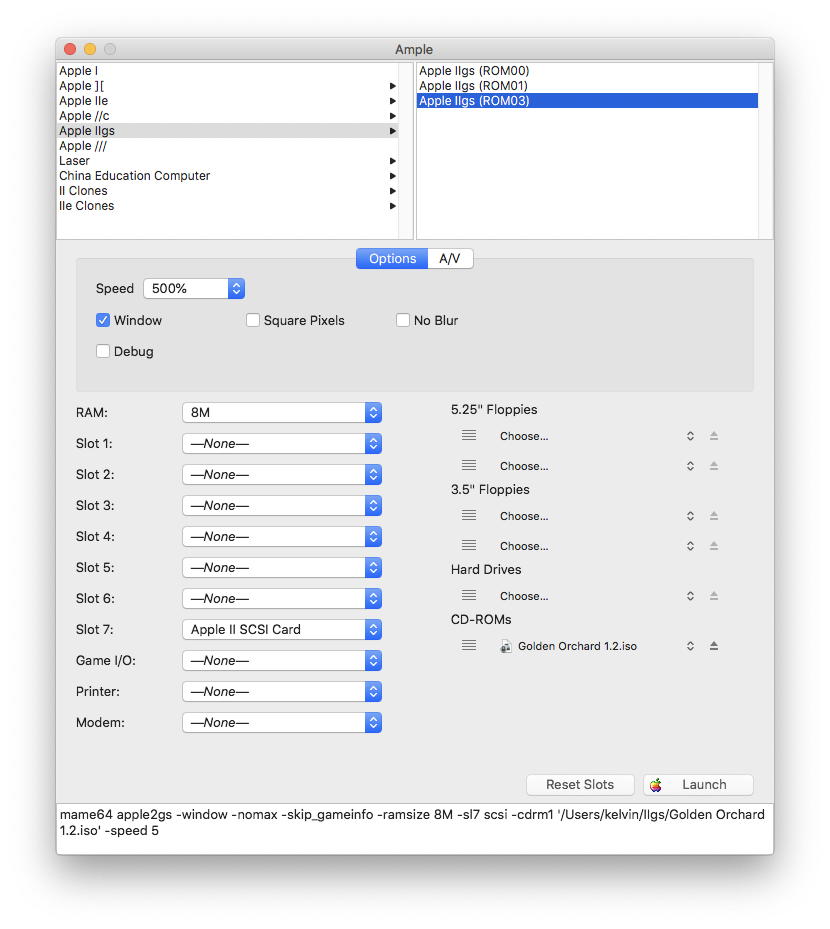 Ample
Apple I
Apple ][
Apple IIe
Apple //c
Apple IIgs
Apple ///
Laser
China Education Computer
II Clones
IIe Clones
Apple IIgs (ROM00)
Apple IIgs (ROM01)
Apple IIgs (ROM03)
Options A/V
Speed 500%
Window Square Pixels No Blur
Debug
RAM: 8M
Slot 1: —None—
Slot 2: —None—
Slot 3: —None—
Slot 4: —None—
Slot 5: —None—
Slot 6: —None—
Slot 7: Apple II SCSI Card
Game I/O: —None—
Printer: —None—
Modem: —None—
5.25" Floppies
Choose...
Choose...
3.5" Floppies
Choose...
Choose...
Hard Drives
Choose...
CD-ROMs
Golden Orchard 1.2.iso
Reset Slots Launch
mame64 apple2gs -window -nomax -skip_gameinfo -ramsize 8M -sl7 scsi -cdrm1 '/Users/kelvin/IIgs/Golden Orchard
1.2.iso' -speed 5